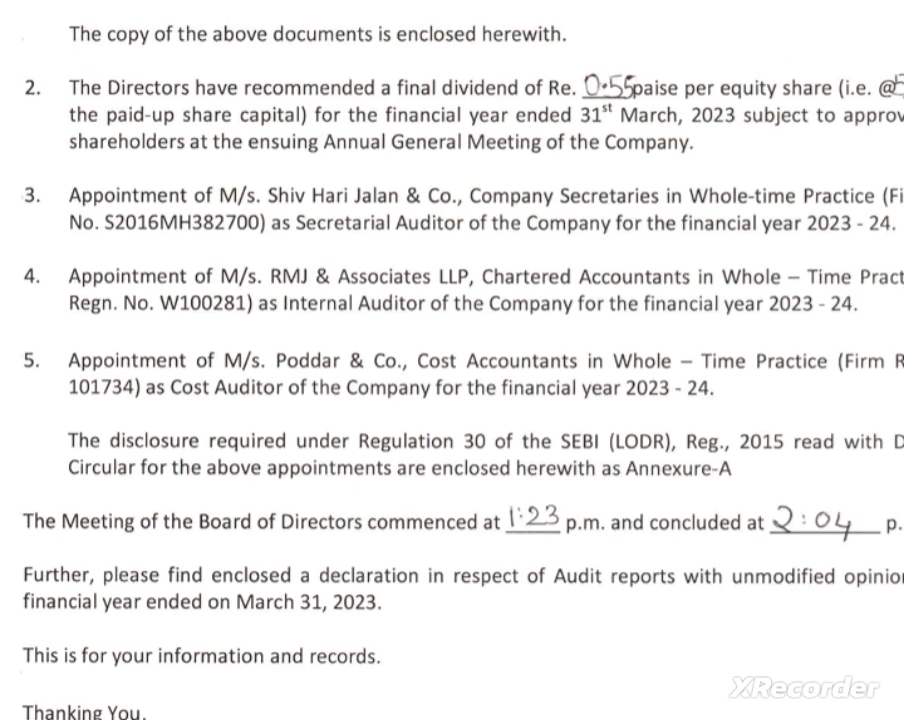 The copy of the above documents is enclosed herewith.
2. The Directors have recommended a final dividend of Re. 0.55 paise per equity share (i.e. @5
the paid-up share capital) for the financial year ended 31st March, 2023 subject to approv
shareholders at the ensuing Annual General Meeting of the Company.
3. Appointment of M/s. Shiv Hari Jalan & Co., Company Secretaries in Whole-time Practice (Fi
No. S2016MH382700) as Secretarial Auditor of the Company for the financial year 2023 - 24.
4. Appointment of M/s. RMJ & Associates LLP, Chartered Accountants in Whole – Time Pract
Regn. No. W100281) as Internal Auditor of the Company for the financial year 2023 - 24.
5. Appointment of M/s. Poddar & Co., Cost Accountants in Whole – Time Practice (Firm R
101734) as Cost Auditor of the Company for the financial year 2023 - 24.
The disclosure required under Regulation 30 of the SEBI (LODR), Reg., 2015 read with D
Circular for the above appointments are enclosed herewith as Annexure-A
The Meeting of the Board of Directors commenced at 1:23 p.m. and concluded at 2:04 p.
Further, please find enclosed a declaration in respect of Audit reports with unmodified opinion
financial year ended on March 31, 2023.
This is for your information and records.
XRecorder
Thanking You.